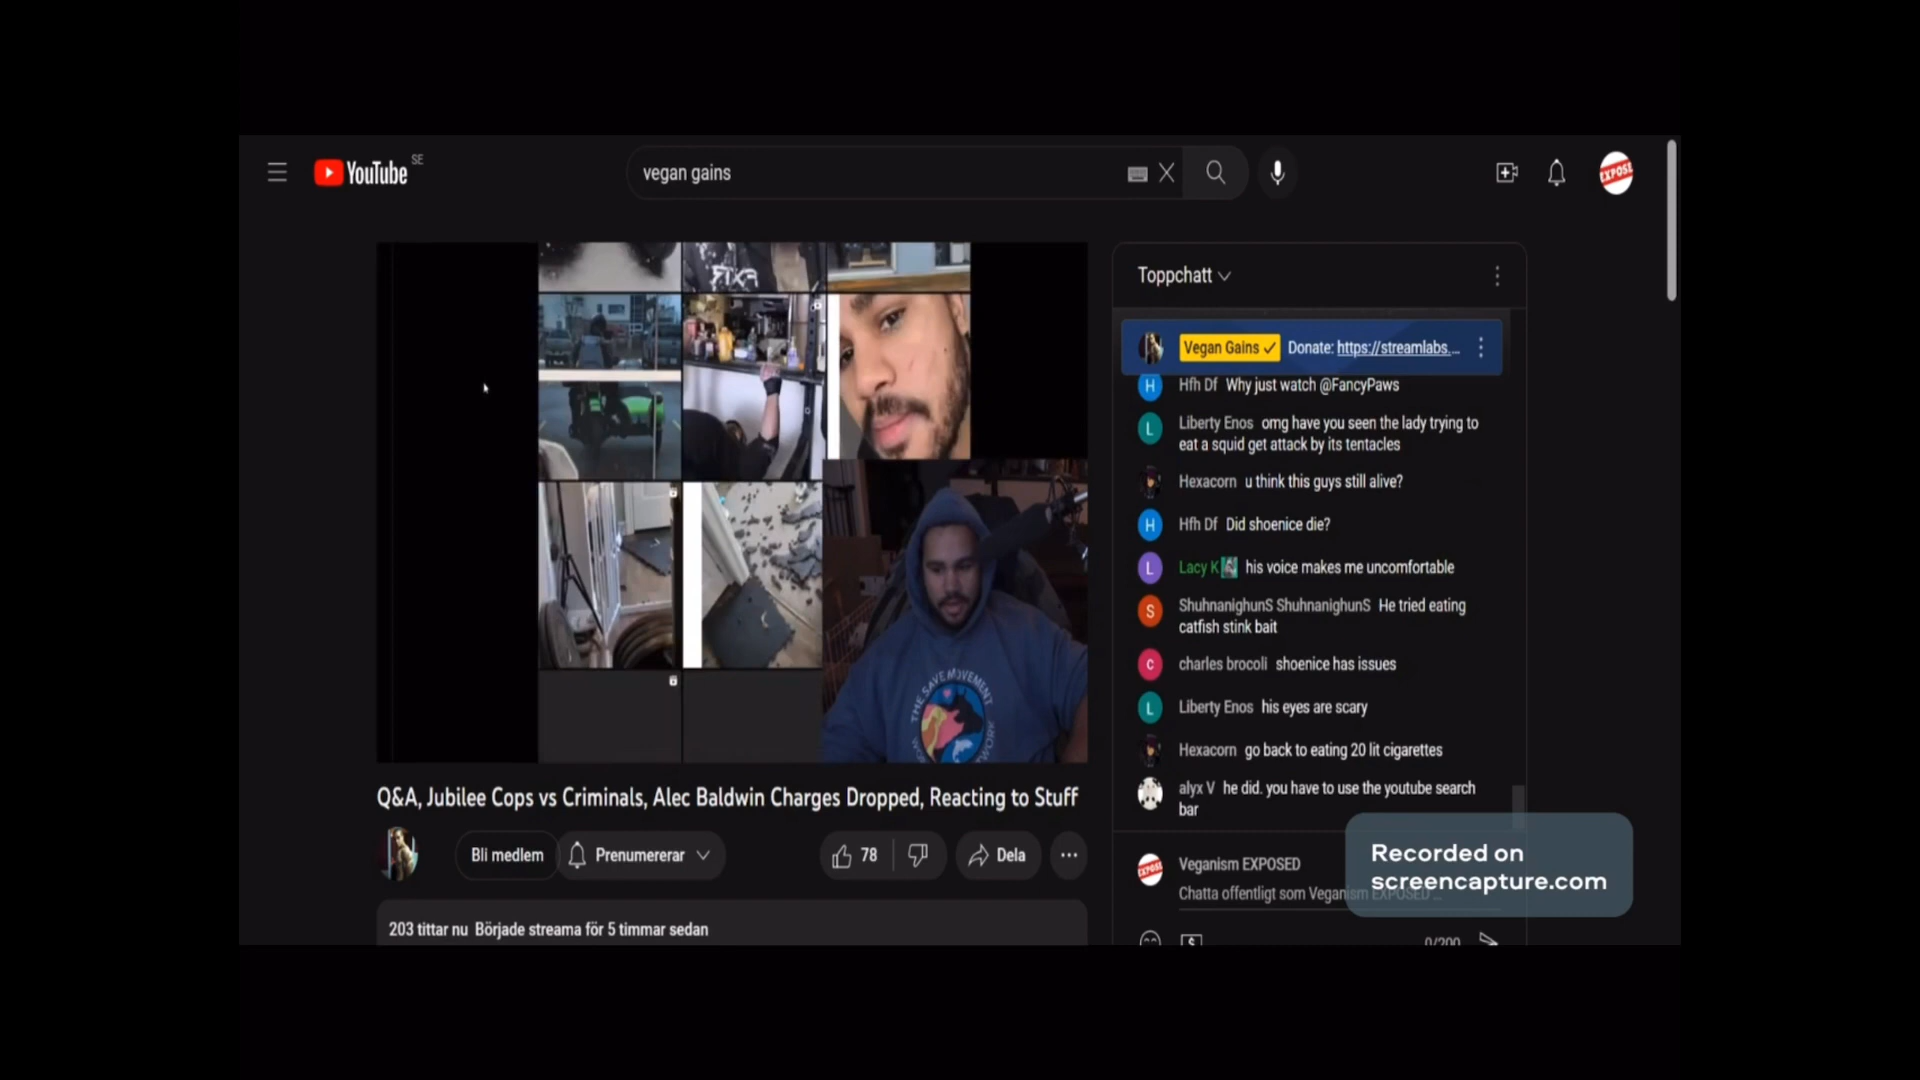 YouTube SE
vegan gains
EXPOSE
Toppchatt
Vegan Gains Donate: https://streamlabs....
H Hfh Df Why just watch @FancyPaws
L Liberty Enos omg have you seen the lady trying to
eat a squid get attack by its tentacles
Hexacorn u think this guys still alive?
H Hfh Df Did shoenice die?
L Lacy K his voice makes me uncomfortable
S ShuhnanighunS ShuhnanighunS He tried eating
catfish stink bait
c charles brocoli shoenice has issues
L Liberty Enos his eyes are scary
Hexacorn go back to eating 20 lit cigarettes
alyx V he did. you have to use the youtube search
bar
THE SAVE MOVEMENT
Q&A, Jubilee Cops vs Criminals, Alec Baldwin Charges Dropped, Reacting to Stuff
Bli medlem
Prenumererar
78
Dela
203 tittar nu Började streama för 5 timmar sedan
EXPOSE
Veganism EXPOSED
Chatta offentligt som Veganism EXPOSED ...
0/200
Recorded on
screencapture.com